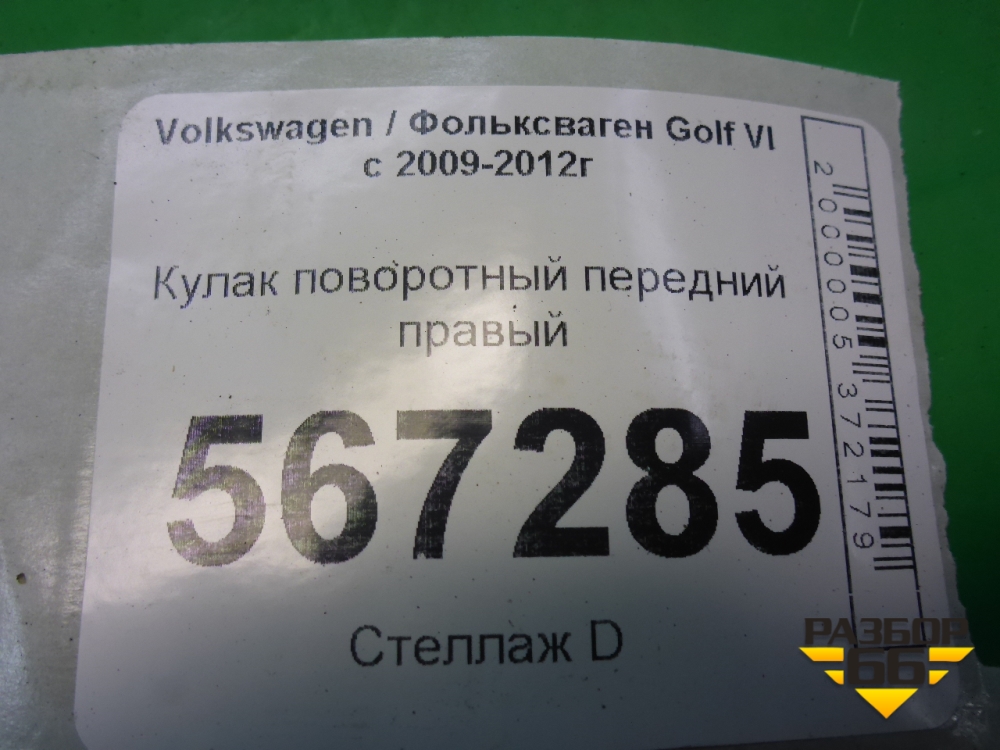 Volkswagen / Фольксваген Golf VI
с 2009-2012г
Кулак поворотный передний
правый
567285
Стеллаж D
2000005372179
РАЗБОР
66